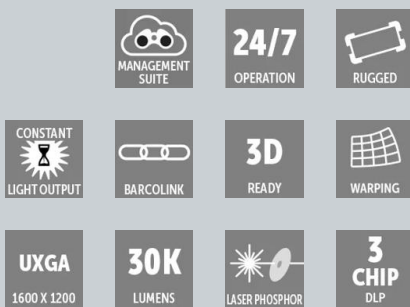 MANAGEMENT
SUITE
24/7
OPERATION
RUGGED
CONSTANT
LIGHT OUTPUT
BARCOLINK
3D
READY
WARPING
UXGA
1600 X 1200
30K
LUMENS
LASER PHOSPHOR
3
CHIP
DLP